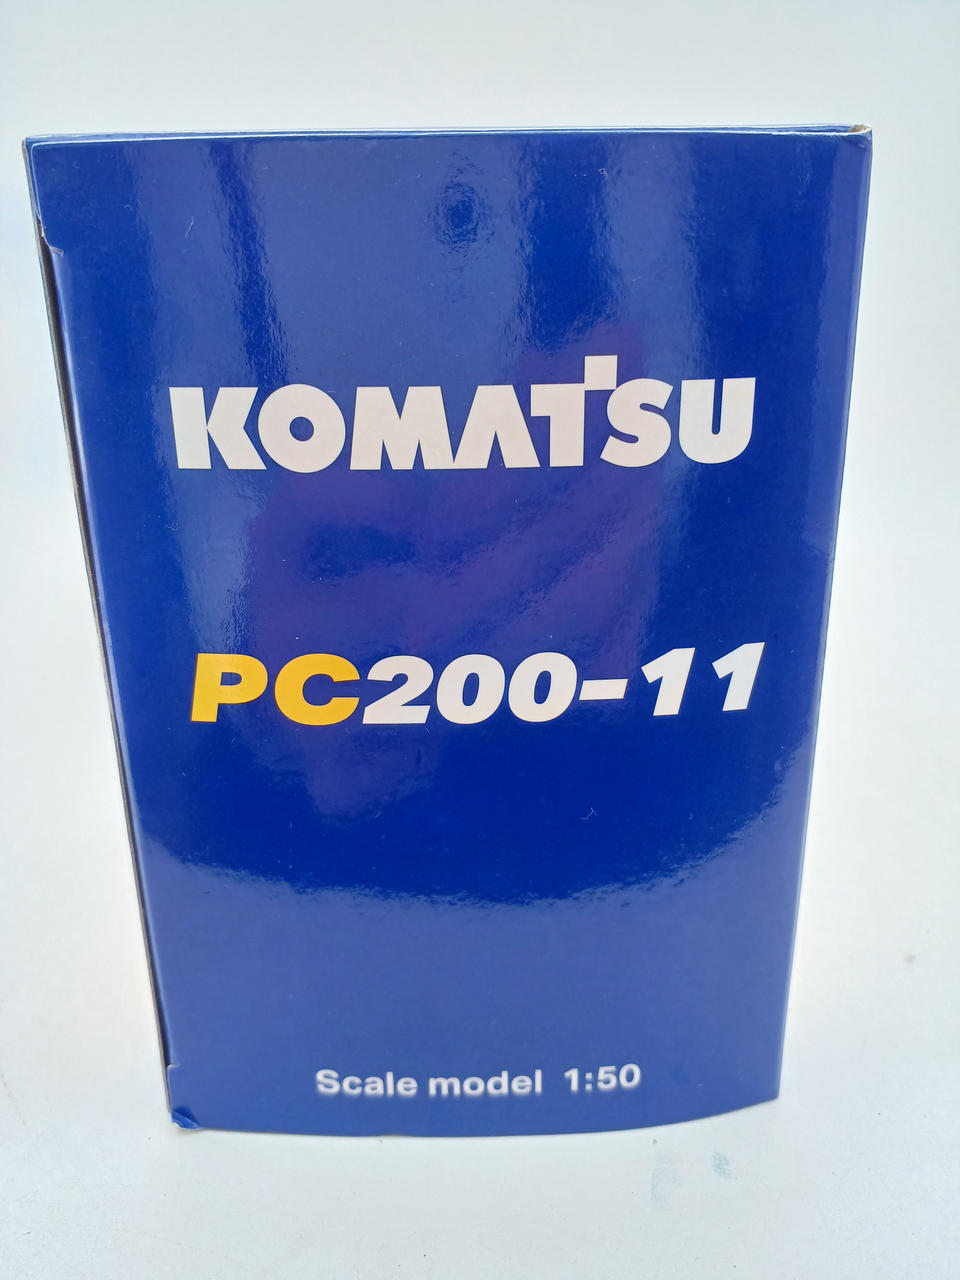 KOMATSU
PC200-11
Scale model 1:50